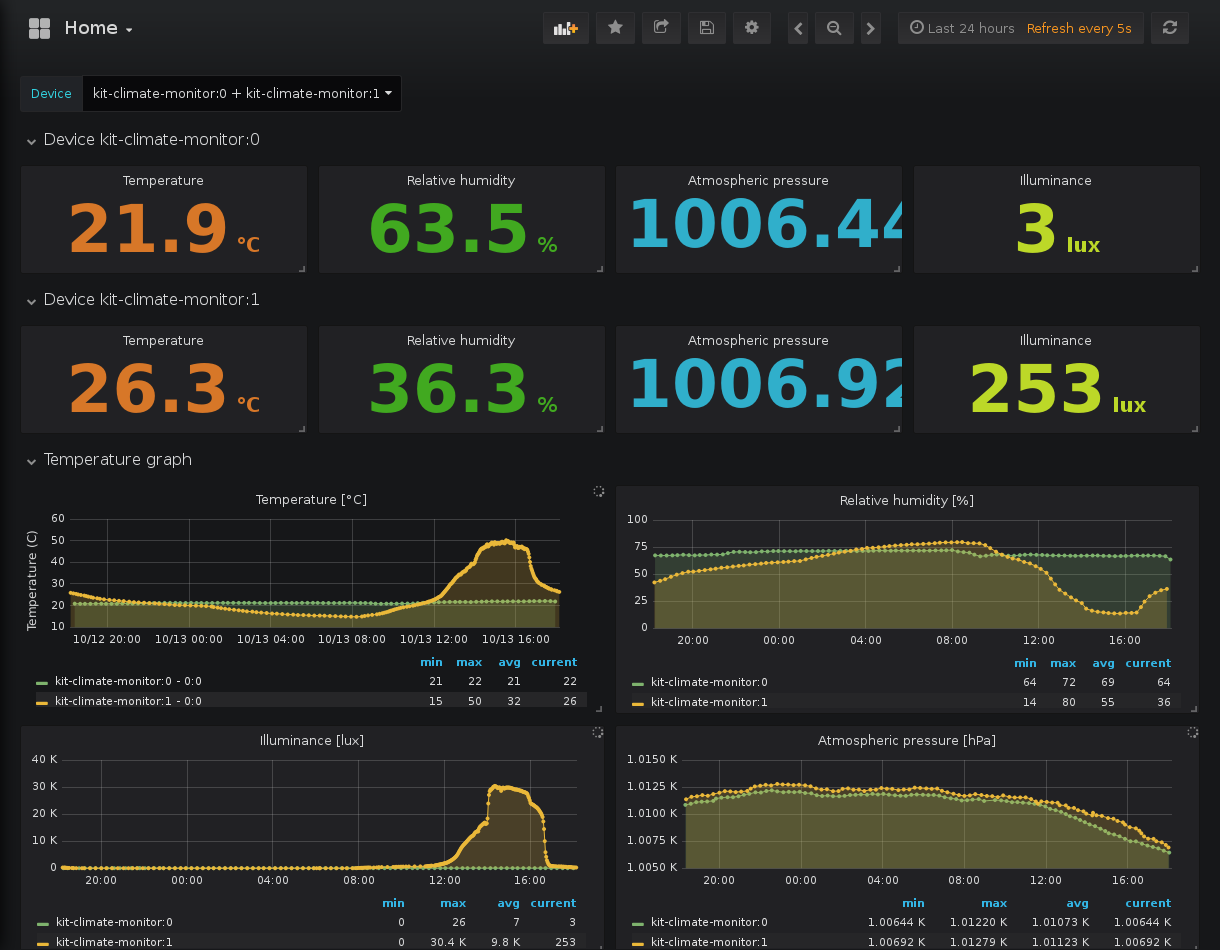 Home
Last 24 hours Refresh every 5s
Device kit-climate-monitor:0 + kit-climate-monitor:1
Device kit-climate-monitor:0
Temperature Relative humidity Atmospheric pressure Illuminance
21.9 °C 63.5 % 1006.44 3 lux
Device kit-climate-monitor:1
Temperature Relative humidity Atmospheric pressure Illuminance
26.3 °C 36.3 % 1006.92 253 lux
Temperature graph
Temperature [°C]
Temperature (C)
60
50
40
30
20
10
10/12 20:00 10/13 00:00 10/13 04:00 10/13 08:00 10/13 12:00 10/13 16:00
min max avg current
kit-climate-monitor:0 - 0:0 21 22 21 22
kit-climate-monitor:1 - 0:0 15 50 32 26
Relative humidity [%]
100
75
50
25
0
20:00 00:00 04:00 08:00 12:00 16:00
min max avg current
kit-climate-monitor:0 64 72 69 64
kit-climate-monitor:1 14 80 55 36
Illuminance [lux]
40 K
30 K
20 K
10 K
0
20:00 00:00 04:00 08:00 12:00 16:00
min max avg current
kit-climate-monitor:0 0 26 7 3
kit-climate-monitor:1 0 30.4 K 9.8 K 253
Atmospheric pressure [hPa]
1.0150 K
1.0125 K
1.0100 K
1.0075 K
1.0050 K
20:00 00:00 04:00 08:00 12:00 16:00
min max avg current
kit-climate-monitor:0 1.00644 K 1.01220 K 1.01073 K 1.00644 K
kit-climate-monitor:1 1.00692 K 1.01279 K 1.01123 K 1.00692 K